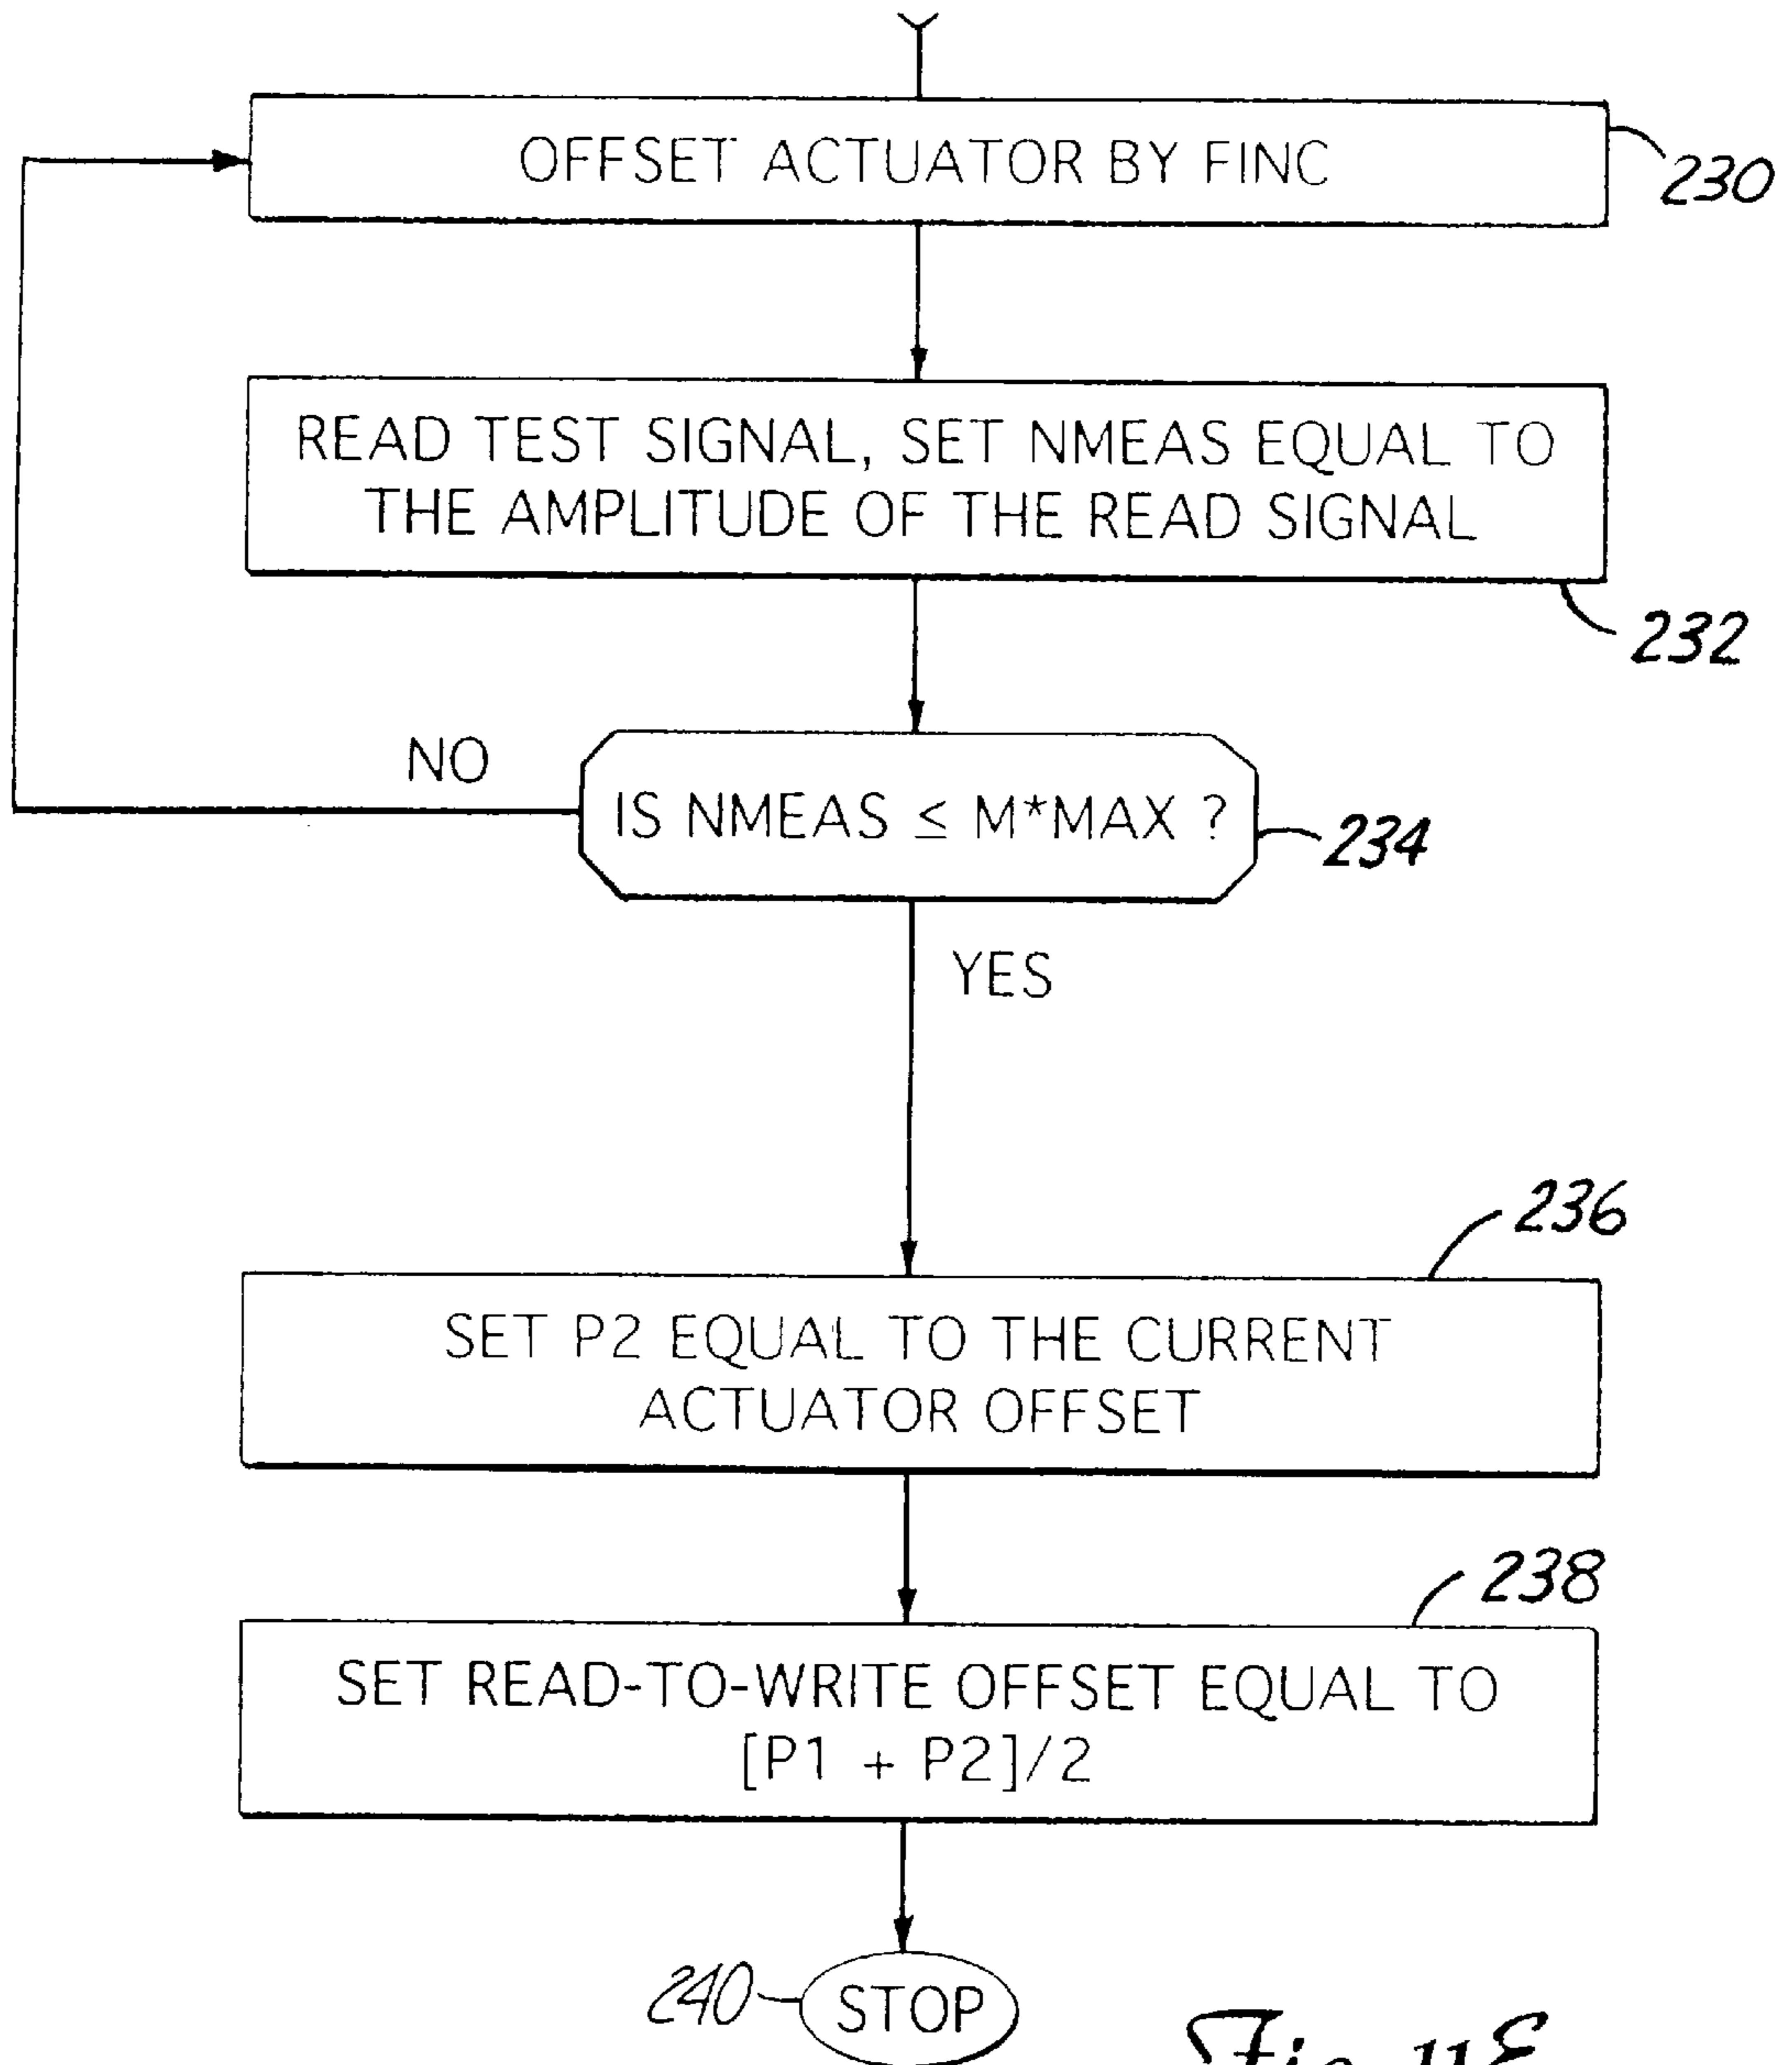 OFFSET ACTUATOR BY FINC
230
READ TEST SIGNAL, SET NMEAS EQUAL TO
THE AMPLITUDE OF THE READ SIGNAL
232
NO
IS NMEAS ≤ M*MAX ?
234
YES
236
SET P2 EQUAL TO THE CURRENT
ACTUATOR OFFSET
238
SET READ-TO-WRITE OFFSET EQUAL TO
[P1 + P2]/2
240
STOP
Fig. 11E